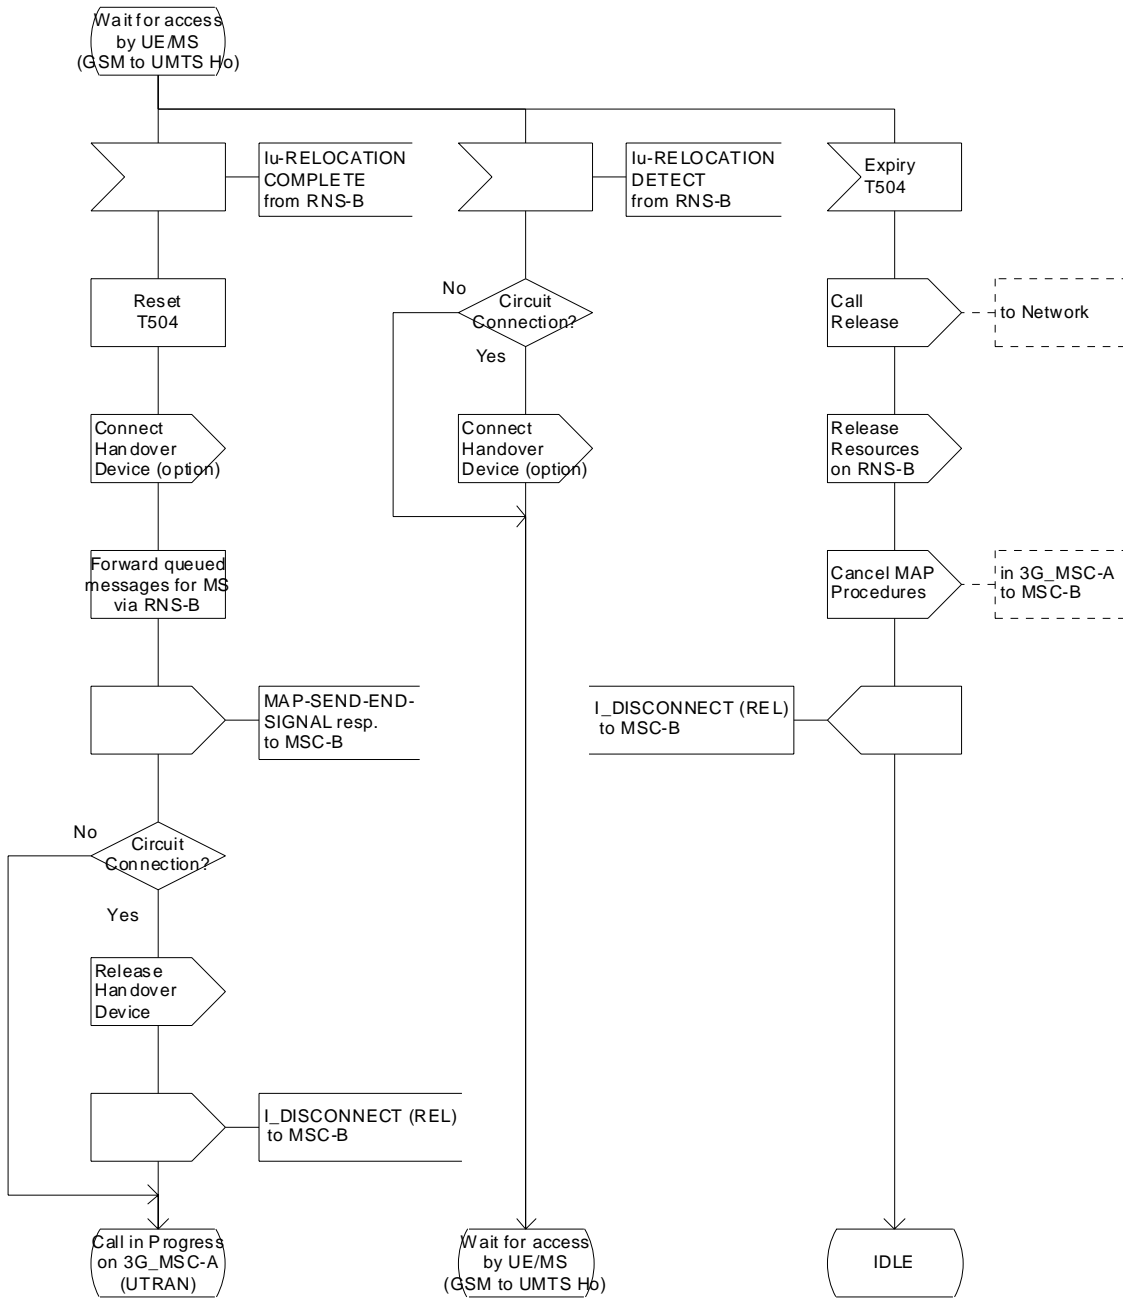 Wait for access
by UE/MS
(GSM to UMTS Ho)
Iu-RELOCATION
COMPLETE
from RNS-B
Iu-RELOCATION
DETECT
from RNS-B
Expiry
T504
Reset
T504
No
Circuit
Connection?
Yes
Call
Release
to Network
Connect
Handover
Device (option)
Connect
Handover
Device (option)
Release
Resources
on RNS-B
Forward queued
messages for MS
via RNS-B
Cancel MAP
Procedures
in 3G_MSC-A
to MSC-B
MAP-SEND-END-
SIGNAL resp.
to MSC-B
I_DISCONNECT (REL)
to MSC-B
No
Circuit
Connection?
Yes
Release
Handover
Device
I_DISCONNECT (REL)
to MSC-B
Call in Progress
on 3G_MSC-A
(UTRAN)
Wait for access
by UE/MS
(GSM to UMTS Ho)
IDLE